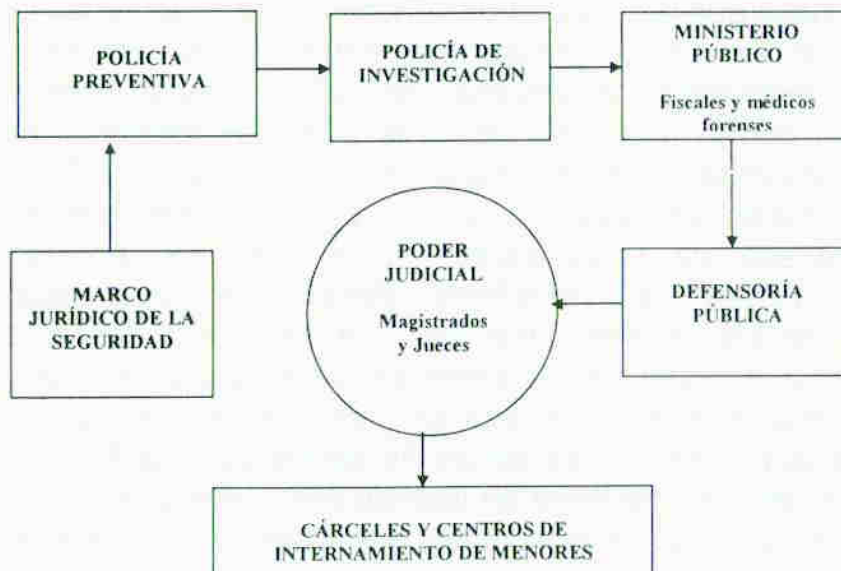 POLICÍA
PREVENTIVA
POLICÍA DE
INVESTIGACIÓN
MINISTERIO
PÚBLICO
Fiscales y médicos
forenses
MARCO
JURÍDICO DE LA
SEGURIDAD
PODER
JUDICIAL
Magistrados
y Jueces
DEFENSORÍA
PÚBLICA
CÁRCELES Y CENTROS DE
INTERNAMIENTO DE MENORES